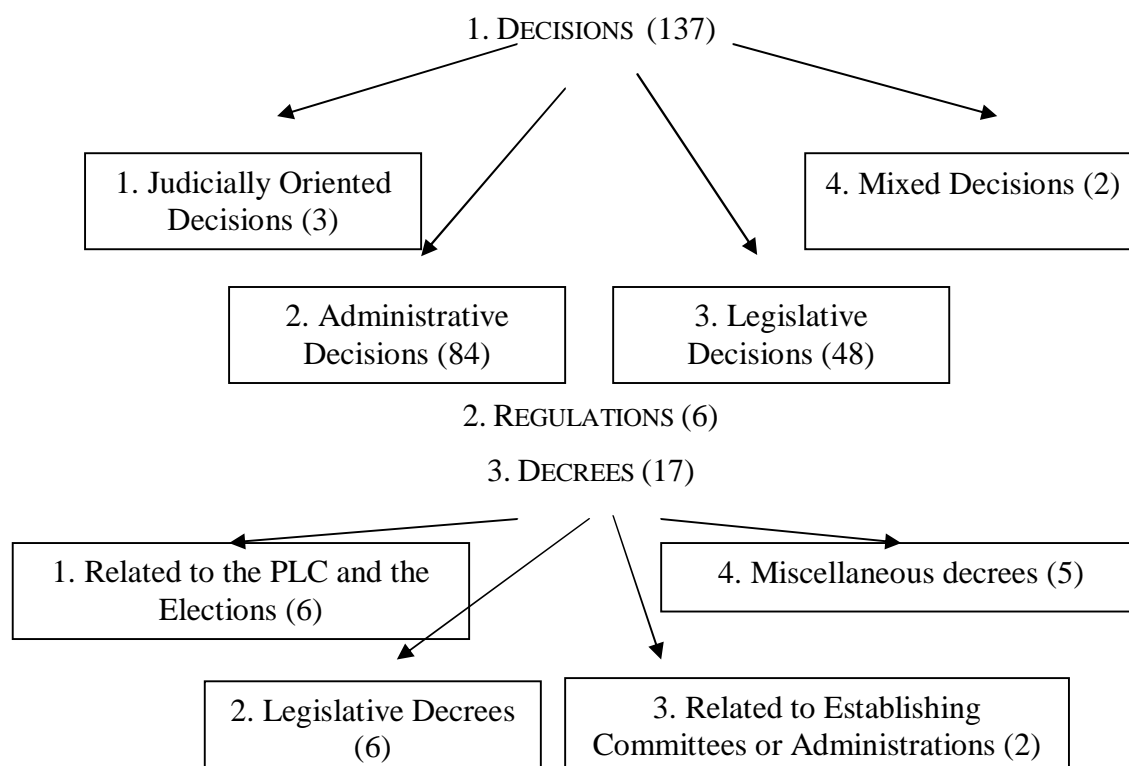 1. DECISIONS (137)
1. Judicially Oriented
Decisions (3)
4. Mixed Decisions (2)
2. Administrative
Decisions (84)
3. Legislative
Decisions (48)
2. REGULATIONS (6)
3. DECREES (17)
1. Related to the PLC and the
Elections (6)
4. Miscellaneous decrees (5)
2. Legislative Decrees
(6)
3. Related to Establishing
Committees or Administrations (2)